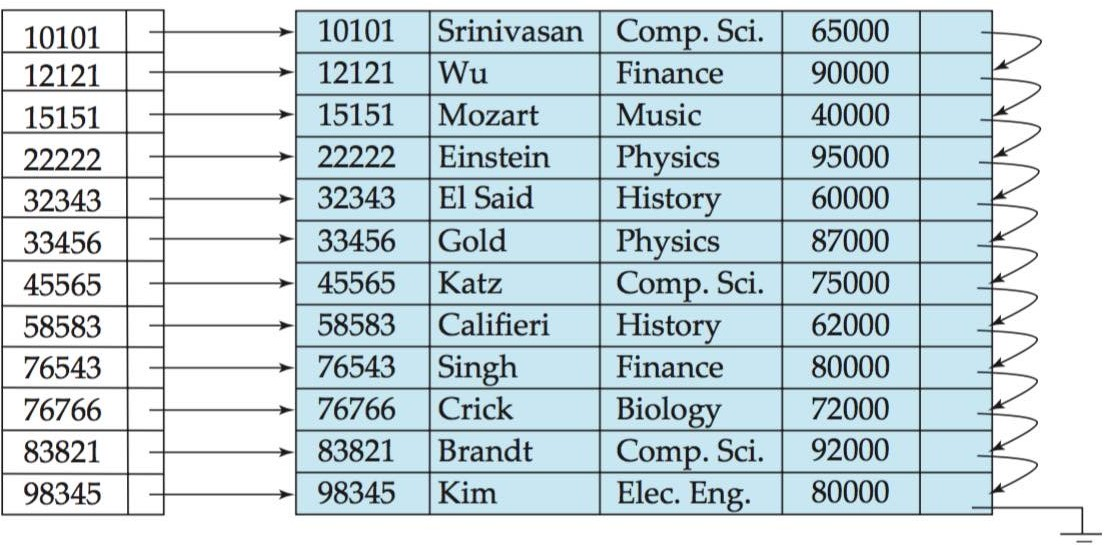 10101 10101 Srinivasan Comp. Sci. 65000
12121 12121 Wu Finance 90000
15151 15151 Mozart Music 40000
22222 22222 Einstein Physics 95000
32343 32343 El Said History 60000
33456 33456 Gold Physics 87000
45565 45565 Katz Comp. Sci. 75000
58583 58583 Califieri History 62000
76543 76543 Singh Finance 80000
76766 76766 Crick Biology 72000
83821 83821 Brandt Comp. Sci. 92000
98345 98345 Kim Elec. Eng. 80000